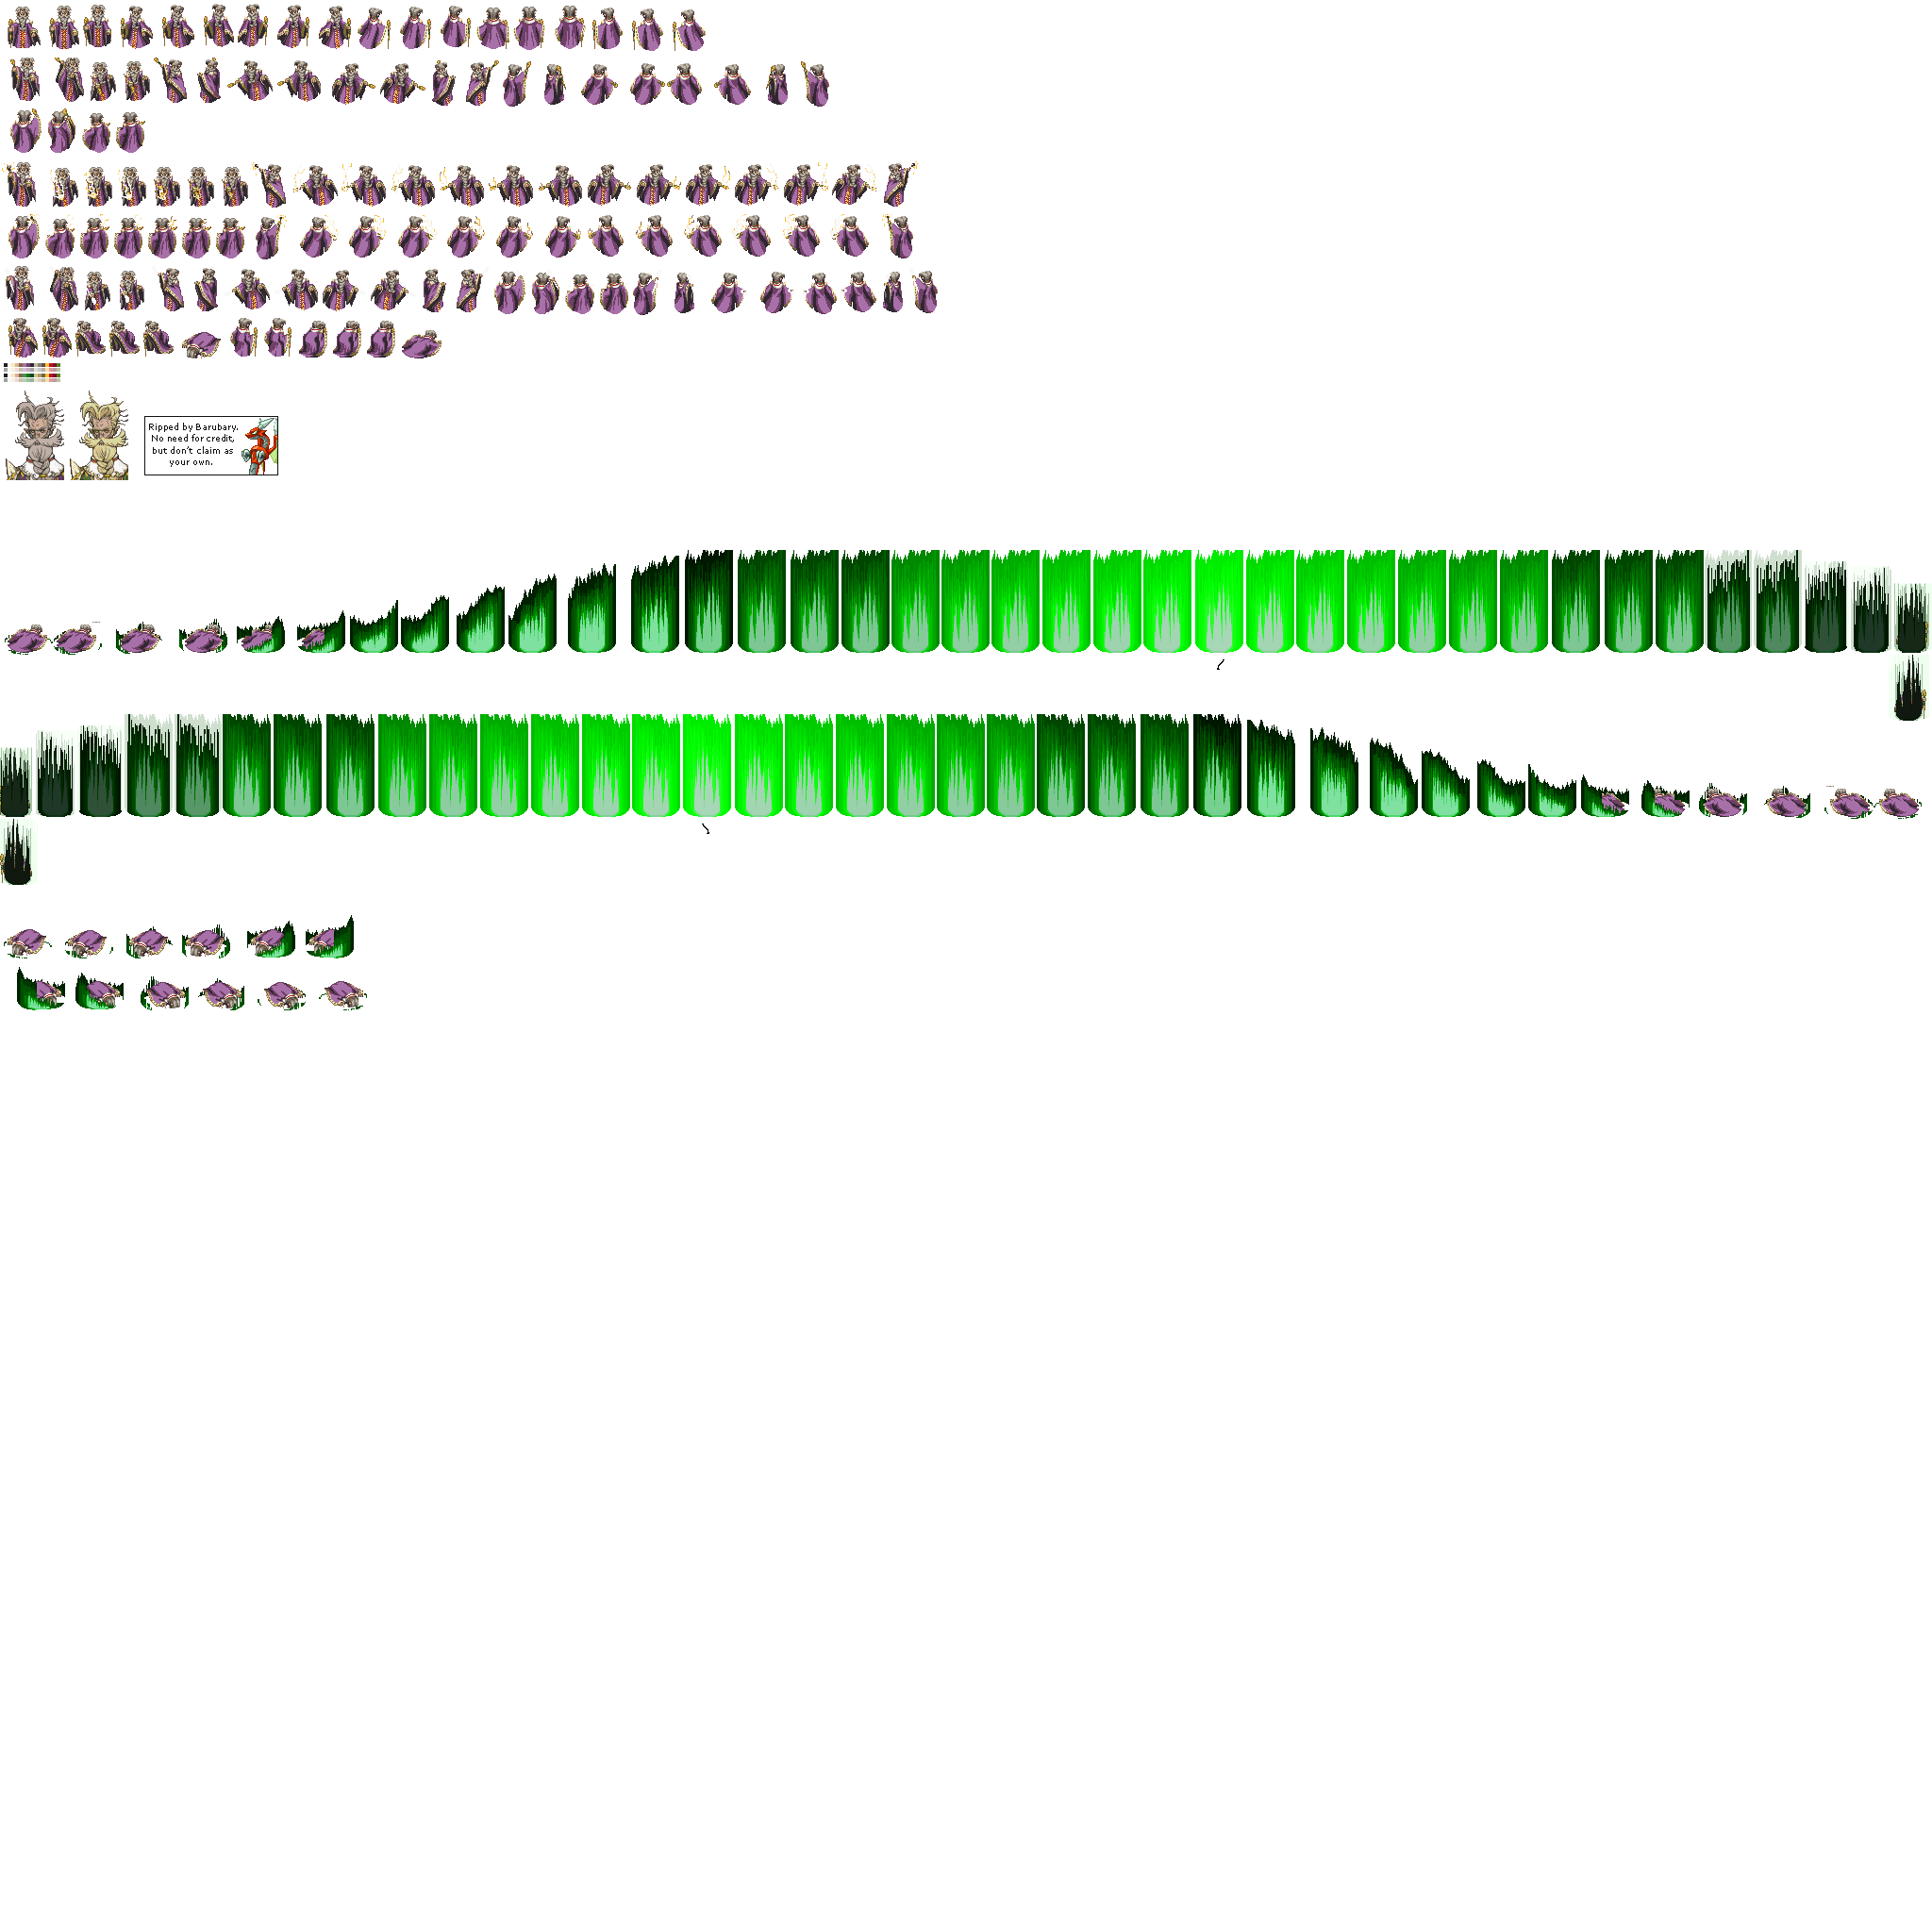 Ripped by Barubary.
No need for credit,
but don't claim as
your own.